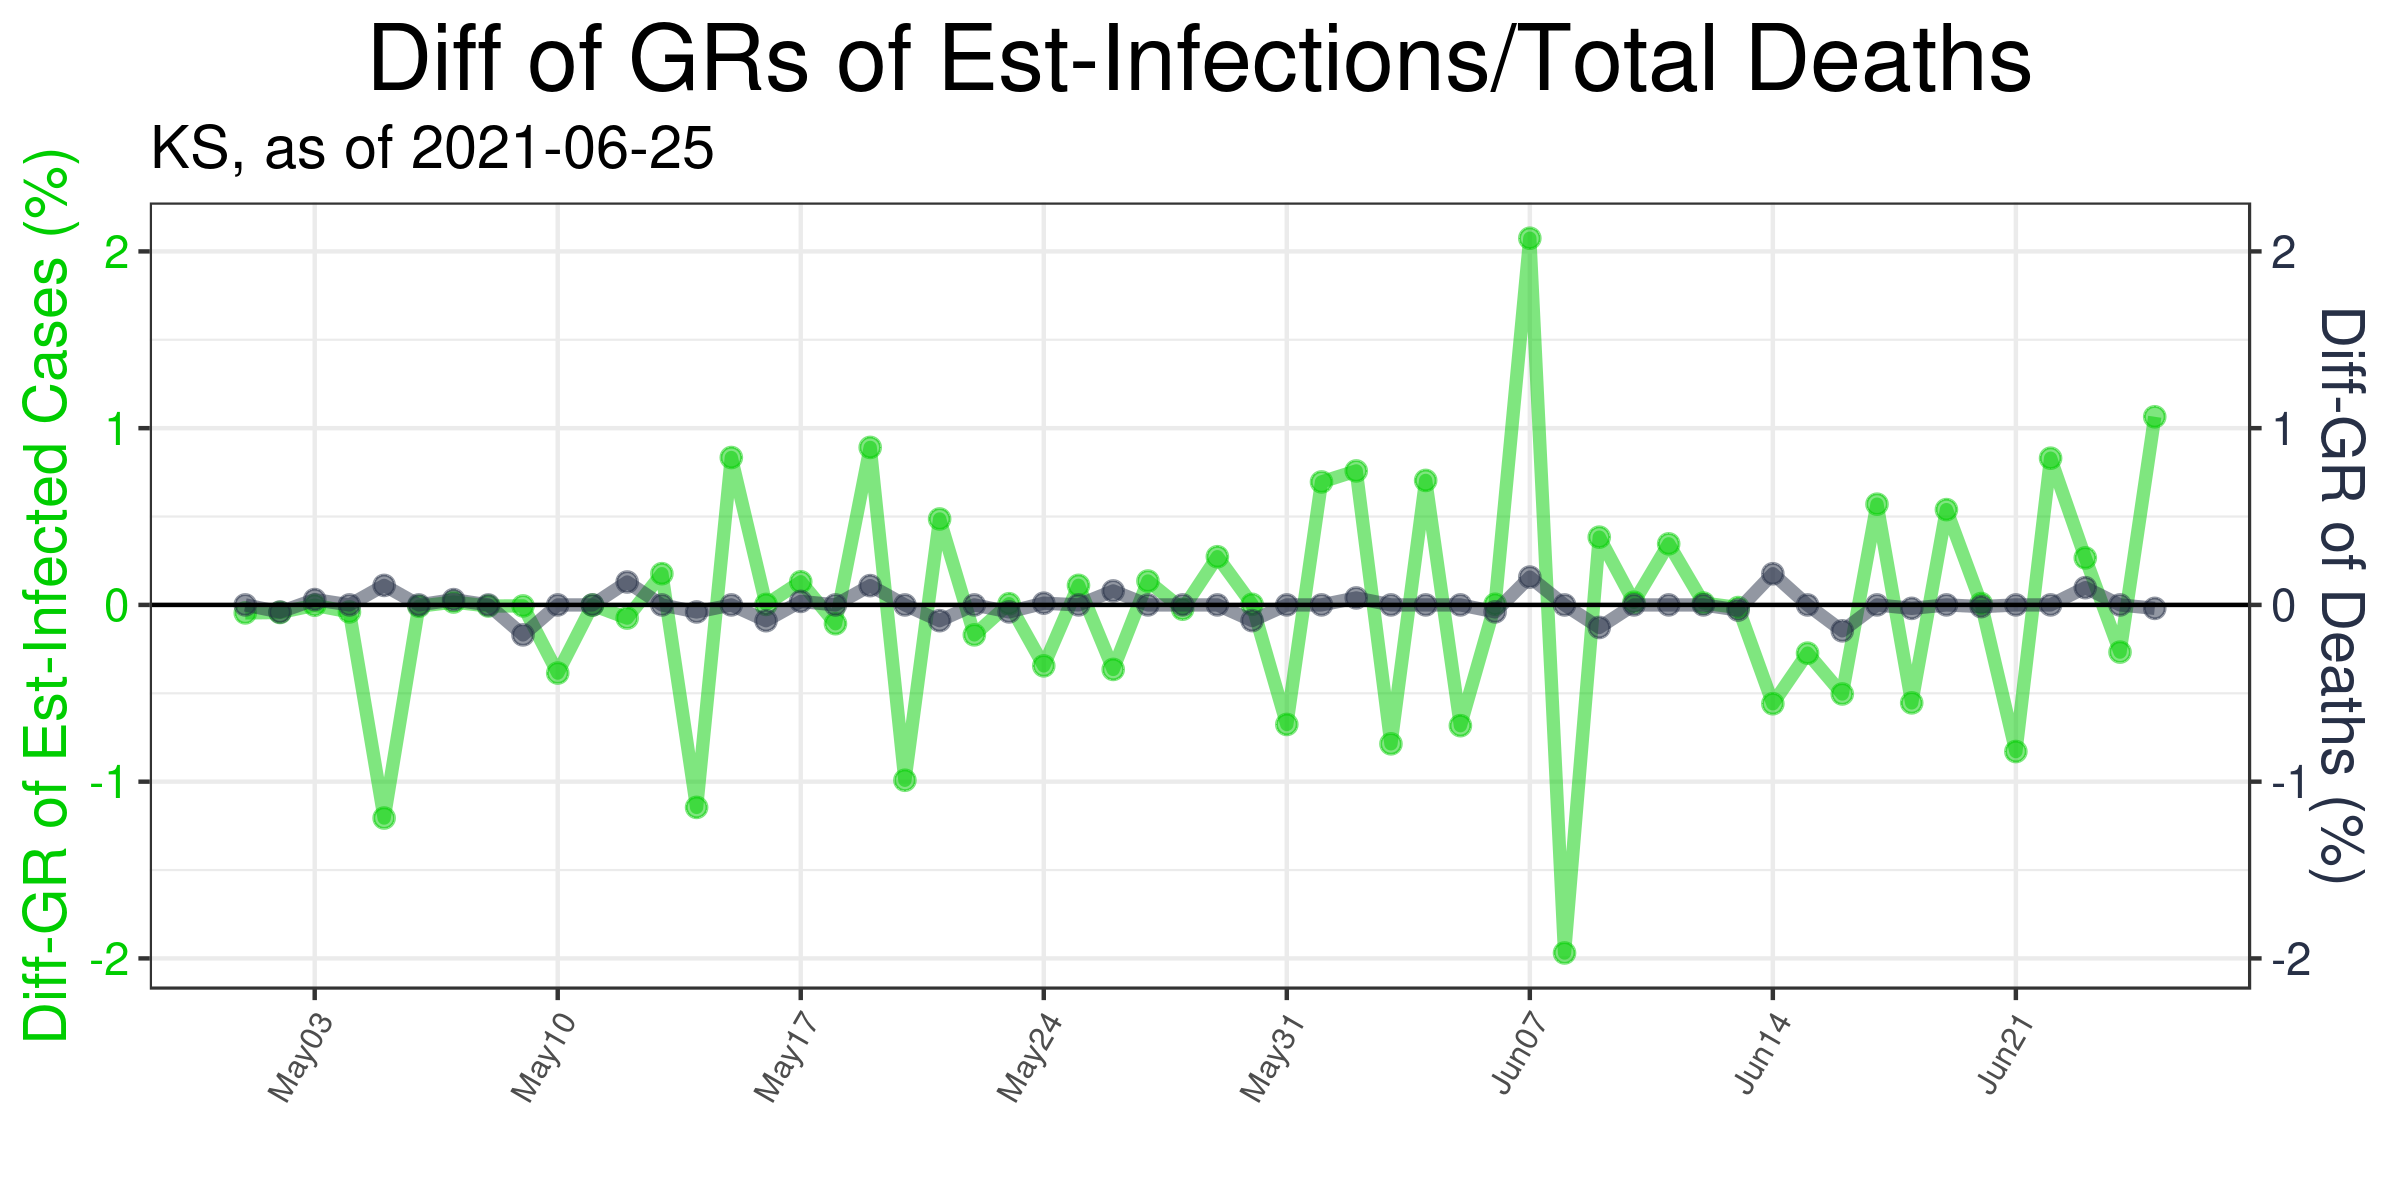 Diff of GRs of Est-Infections/Total Deaths
KS, as of 2021-06-25
Diff-GR of Est-Infected Cases (%)
2
1
0
-1
-2
2
1
0
-1
-2
Diff-GR of Deaths (%)
May03
May10
May17
May24
May31
Jun07
Jun14
Jun21